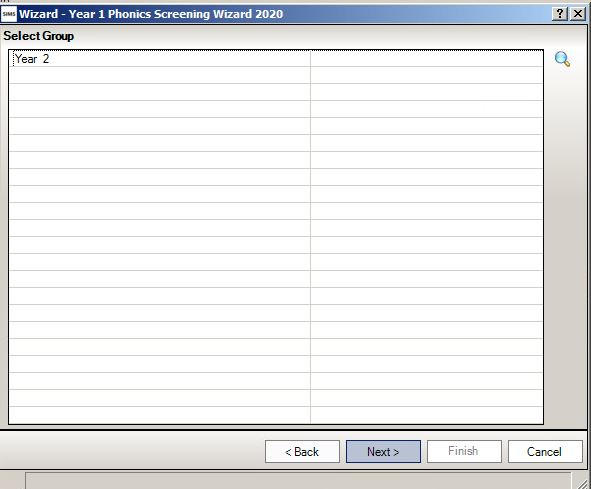 SIMS Wizard - Year 1 Phonics Screening Wizard 2020 ? X
Select Group
Year 2
< Back Next > Finish Cancel